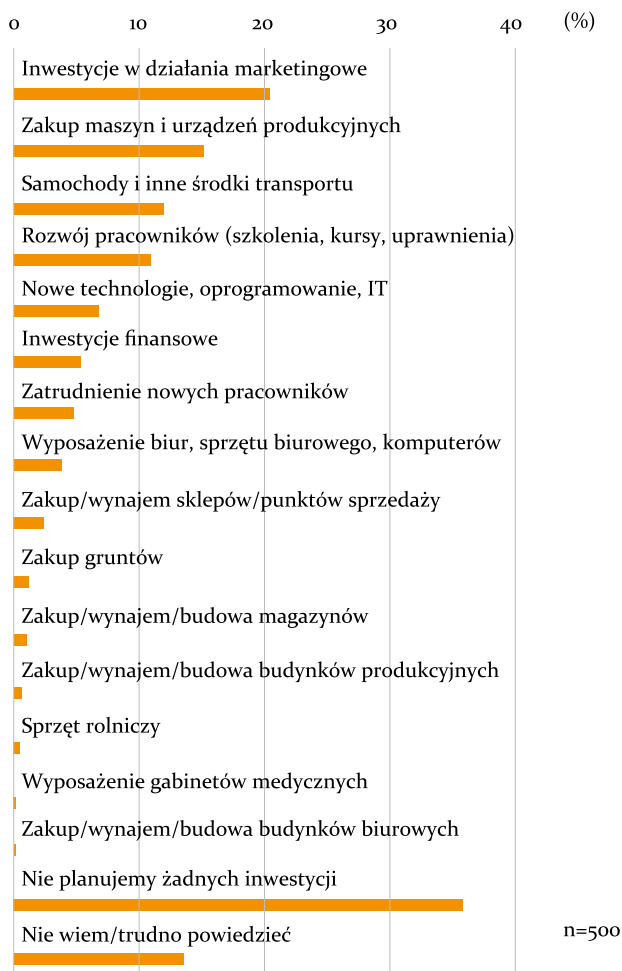 0 10 20 30 40 (%)
Inwestycje w działania marketingowe
Zakup maszyn i urządzeń produkcyjnych
Samochody i inne środki transportu
Rozwój pracowników (szkolenia, kursy, uprawnienia)
Nowe technologie, oprogramowanie, IT
Inwestycje finansowe
Zatrudnienie nowych pracowników
Wyposażenie biur, sprzętu biurowego, komputerów
Zakup/wynajem sklepów/punktów sprzedaży
Zakup gruntów
Zakup/wynajem/budowa magazynów
Zakup/wynajem/budowa budynków produkcyjnych
Sprzęt rolniczy
Wyposażenie gabinetów medycznych
Zakup/wynajem/budowa budynków biurowych
Nie planujemy żadnych inwestycji
Nie wiem/trudno powiedzieć
n=500